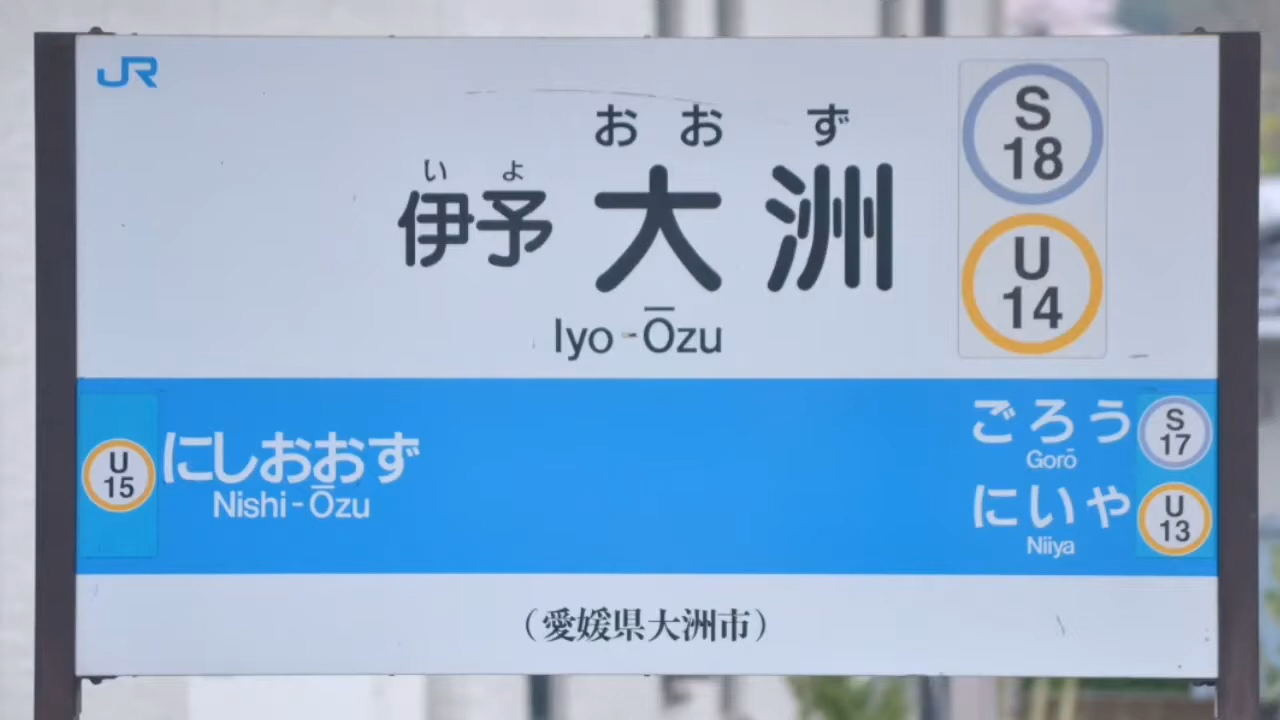 JR
いよ おおず
伊予大洲
Iyo-Ōzu
S
18
U
14
U
15
にしおおず
Nishi-Ōzu
ごろう
Gorō
S
17
にいや
Niiya
U
13
(愛媛県大洲市)